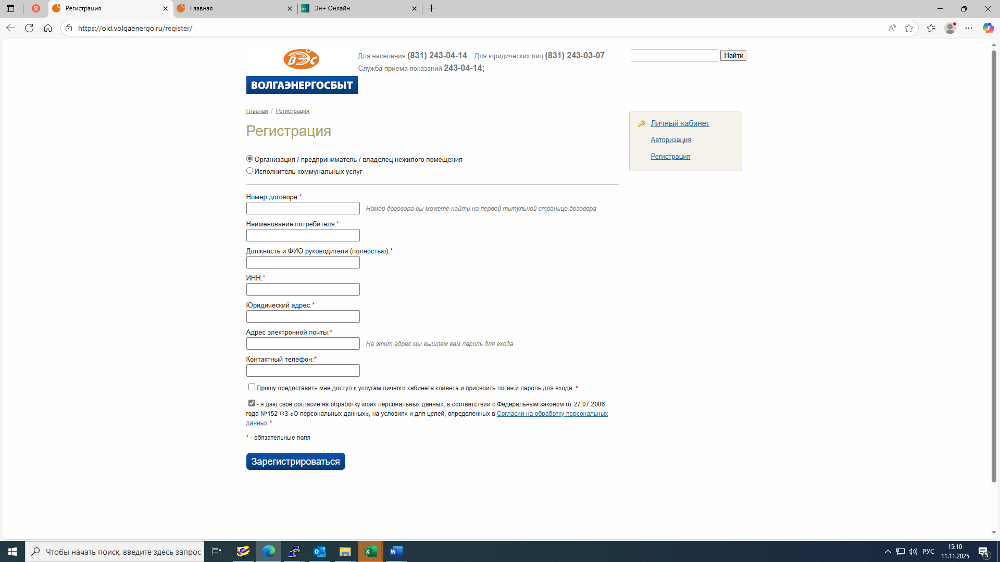 Регистрация
Главная
Эн+ Онлайн
https://old.volgaenergo.ru/register/
ВЭС
ВОЛГАЭНЕРГОСБЫТ
Для населения (831) 243-04-14 Для юридических лиц (831) 243-03-07
Служба приема показаний 243-04-14;
Найти
Главная / Регистрация
Регистрация
Личный кабинет
Авторизация
Регистрация
Организация / предприниматель / владелец нежилого помещения
Исполнитель коммунальных услуг
Номер договора:*
Номер договора вы можете найти на первой титульной странице договора
Наименование потребителя:*
Должность и ФИО руководителя (полностью):*
ИНН:*
Юридический адрес:*
Адрес электронной почты:*
На этот адрес мы вышлем вам пароль для входа
Контактный телефон:*
Прошу предоставить мне доступ к услугам личного кабинета клиента и присвоить логин и пароль для входа. *
- я даю свое согласие на обработку моих персональных данных, в соответствии с Федеральным законом от 27.07.2006
года №152-ФЗ «О персональных данных», на условиях и для целей, определенных в Согласии на обработку персональных
данных *
* - обязательные поля
Зарегистрироваться
Чтобы начать поиск, введите здесь запрос
РУС
15:10
11.11.2025
5